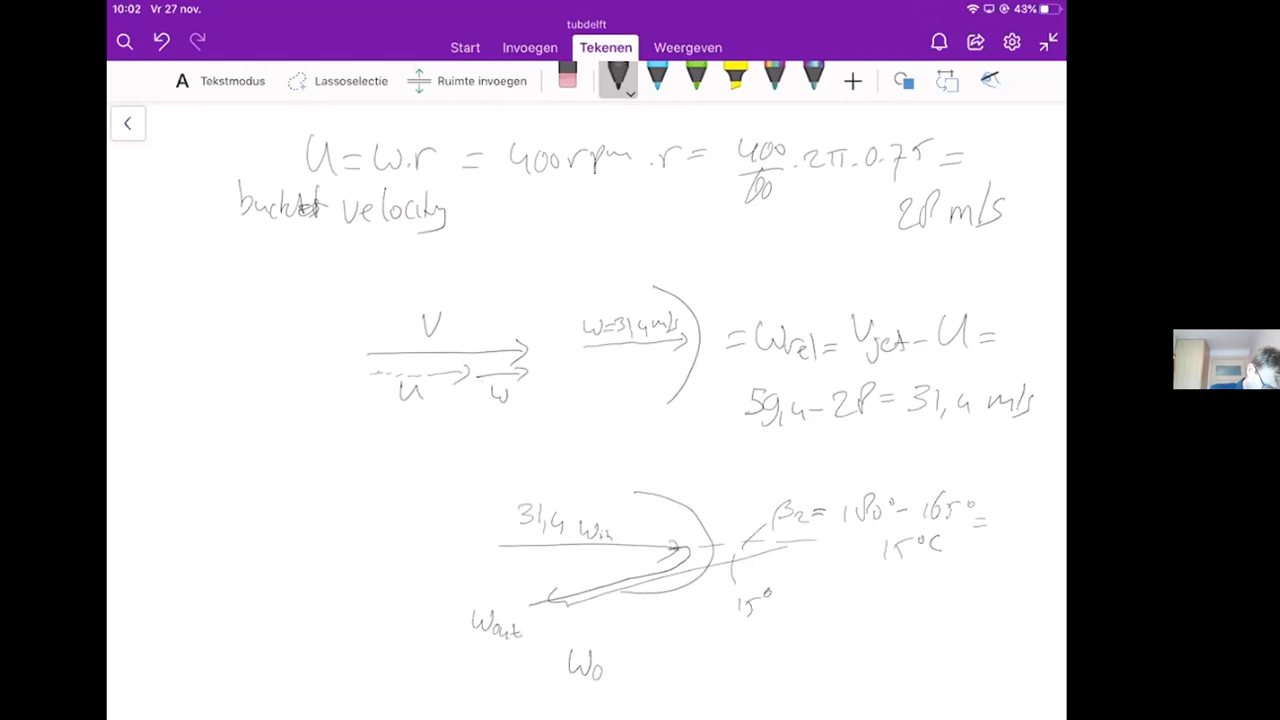 10:02 Vr 27 nov.
43%
tubdelft
Start Invoegen Tekenen Weergeven
Tekstmodus Lassoselectie Ruimte invoegen
U = ω.r = 400rpm . r = 400/60 . 2π . 0.75 =
bucket velocity
28 m/s
V
U w
w=31,4 m/s
= Wrel = Vjet - U =
59,4 - 28 = 31,4 m/s
31,4 Win
β2 = 180° - 165° =
15°C
15°
Wout
W0